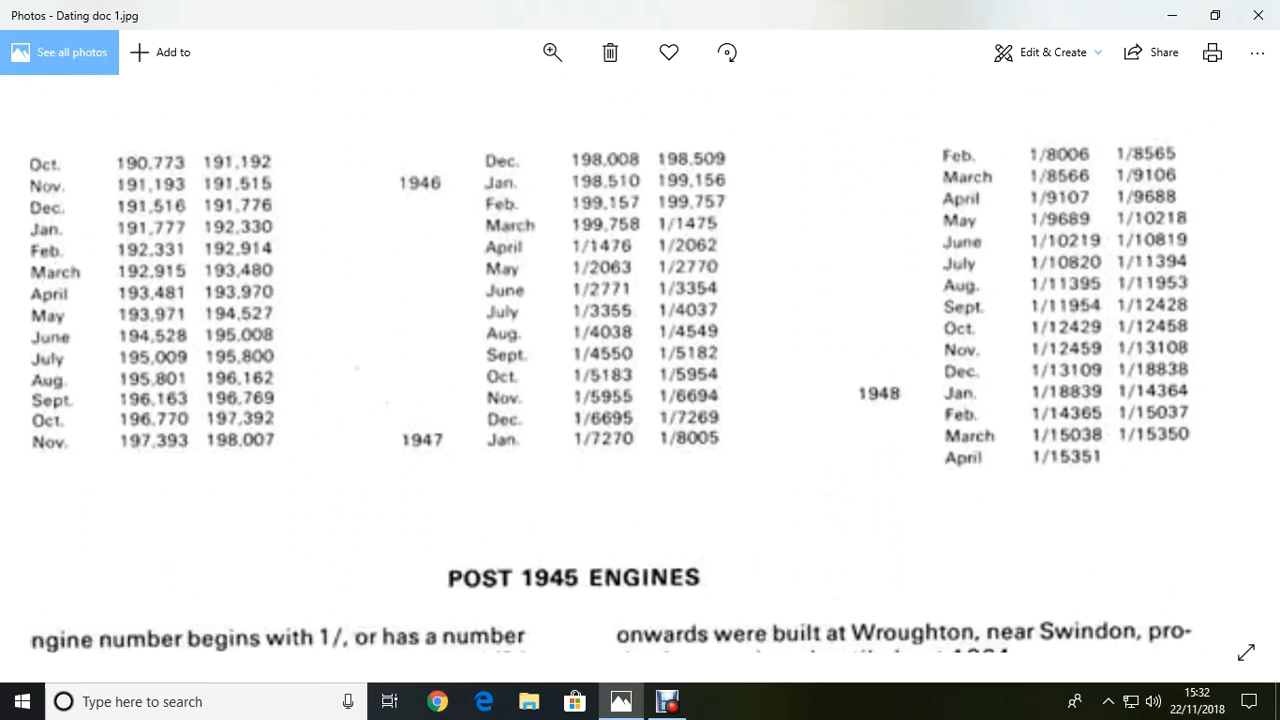 Photos - Dating doc 1.jpg
See all photos
Add to
Edit & Create
Share
Oct. 190,773 191,192
Nov. 191,193 191,515
Dec. 191,516 191,776
Jan. 191,777 192,330
Feb. 192,331 192,914
March 192,915 193,480
April 193,481 193,970
May 193,971 194,527
June 194,528 195,008
July 195,009 195,800
Aug. 195,801 196,162
Sept. 196,163 196,769
Oct. 196,770 197,392
Nov. 197,393 198,007
Dec. 198,008 198,509
1946 Jan. 198,510 199,156
Feb. 199,157 199,757
March 199,758 1/1475
April 1/1476 1/2062
May 1/2063 1/2770
June 1/2771 1/3354
July 1/3355 1/4037
Aug. 1/4038 1/4549
Sept. 1/4550 1/5182
Oct. 1/5183 1/5954
Nov. 1/5955 1/6694
Dec. 1/6695 1/7269
1947 Jan. 1/7270 1/8005
Feb. 1/8006 1/8565
March 1/8566 1/9106
April 1/9107 1/9688
May 1/9689 1/10218
June 1/10219 1/10819
July 1/10820 1/11394
Aug. 1/11395 1/11953
Sept. 1/11954 1/12428
Oct. 1/12429 1/12458
Nov. 1/12459 1/13108
Dec. 1/13109 1/18838
1948 Jan. 1/18839 1/14364
Feb. 1/14365 1/15037
March 1/15038 1/15350
April 1/15351
POST 1945 ENGINES
ngine number begins with 1/, or has a number
onwards were built at Wroughton, near Swindon, pro-
Type here to search
15:32
22/11/2018